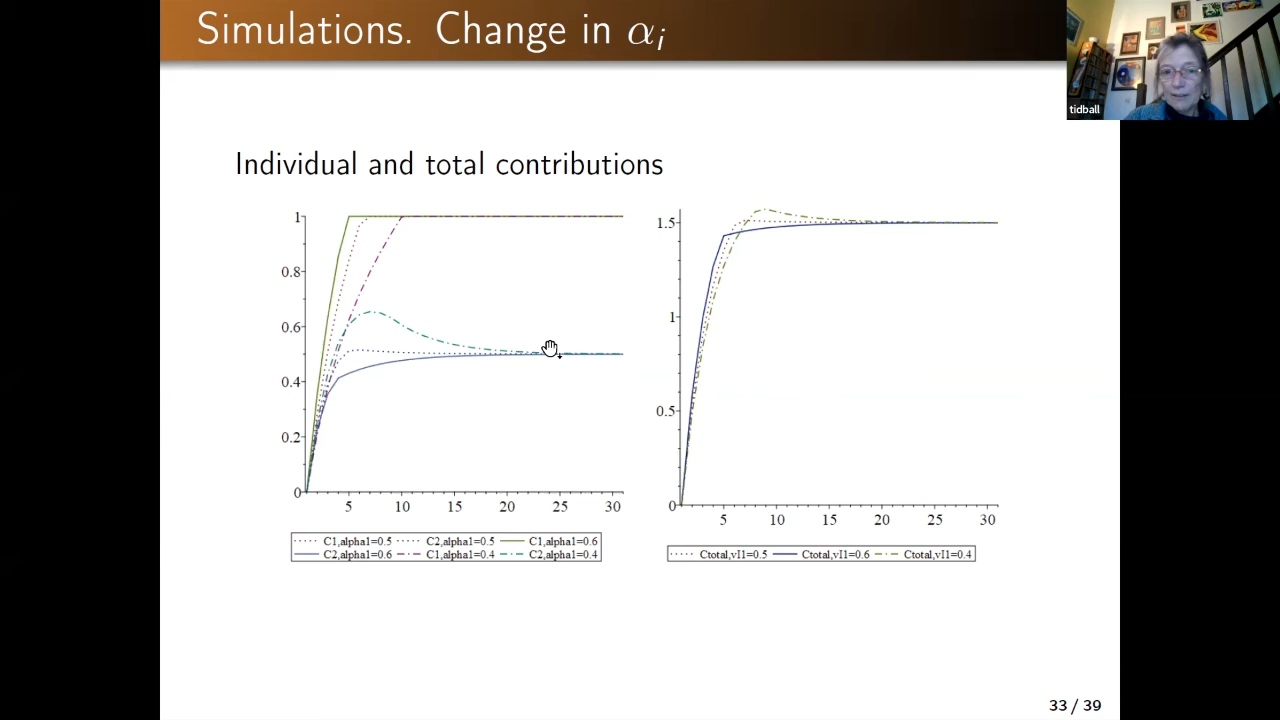 Simulations. Change in αi
tidball
Individual and total contributions
1
0.8
0.6
0.4
0.2
0
5 10 15 20 25 30
C1,alpha1=0.5 C2,alpha1=0.5 C1,alpha1=0.6
C2,alpha1=0.6 C1,alpha1=0.4 C2,alpha1=0.4
1.5
1
0.5
0
5 10 15 20 25 30
Ctotal,vI1=0.5 Ctotal,vI1=0.6 Ctotal,vI1=0.4
33 / 39